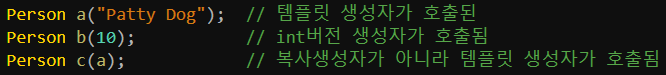 Person a("Patty Dog");  // 템플릿 생성자가 호출된
Person b(10);           // int버전 생성자가 호출됨
Person c(a);            // 복사생성자가 아니라 템플릿 생성자가 호출됨